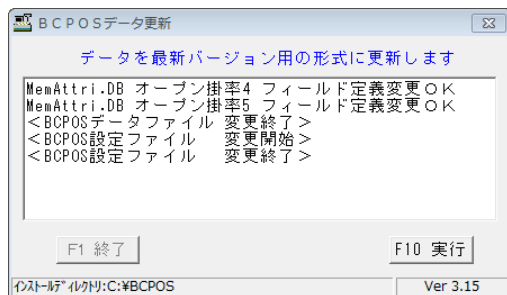 BCPOSデータ更新
データを最新バージョン用の形式に更新します
MemAttri.DB オープン掛率4 フィールド定義変更OK
MemAttri.DB オープン掛率5 フィールド定義変更OK
<BCPOSデータファイル 変更終了>
<BCPOS設定ファイル 変更開始>
<BCPOS設定ファイル 変更終了>
F1 終了
F10 実行
インストールディレクトリ:C:¥BCPOS
Ver 3.15